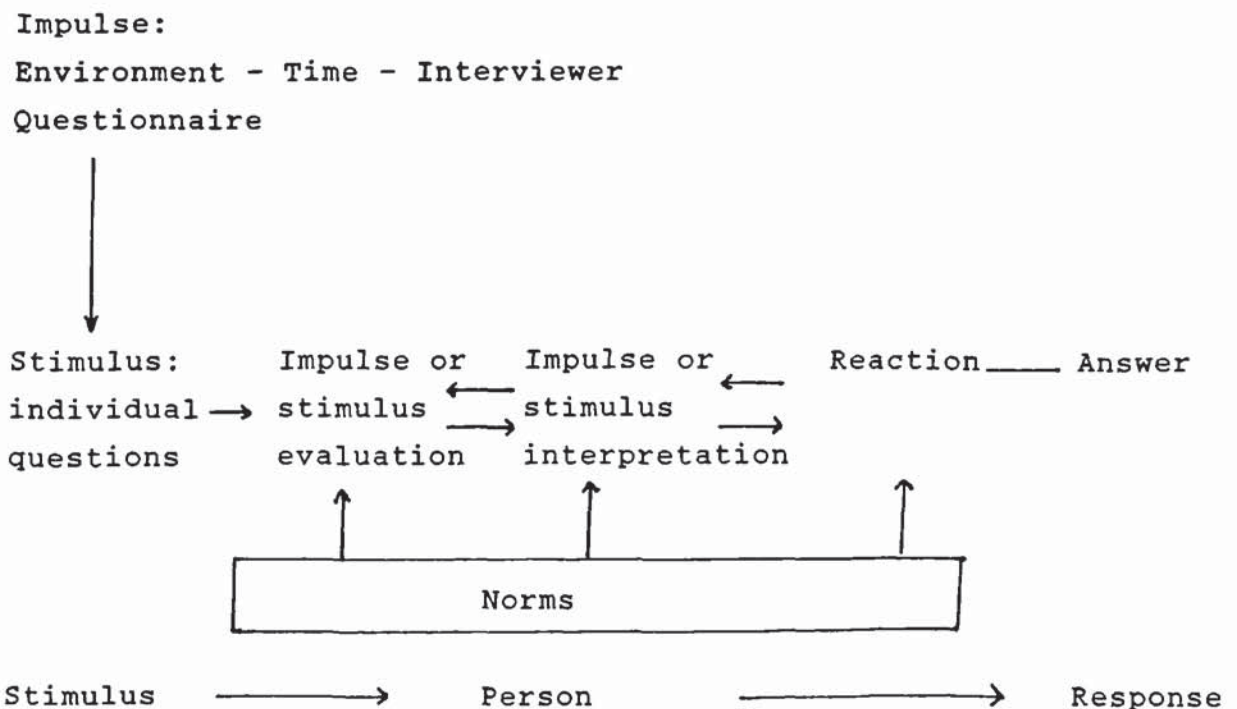 Impulse:
Environment - Time - Interviewer
Questionnaire
Stimulus:
individual
questions
Impulse or
stimulus
evaluation
Impulse or
stimulus
interpretation
Reaction
Answer
Norms
Stimulus
Person
Response